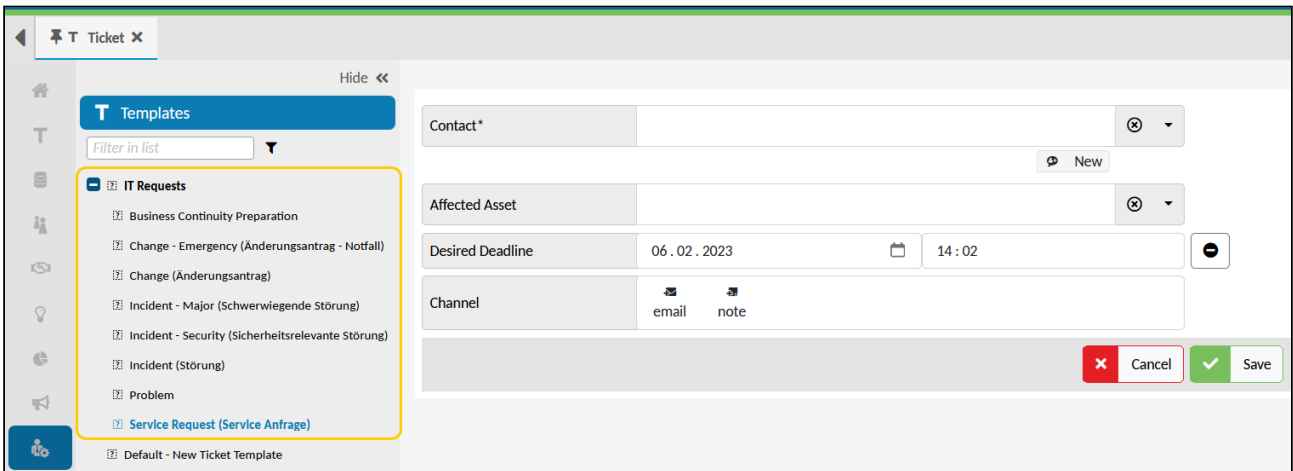 T Ticket
Hide
T Templates
Filter in list
IT Requests
Business Continuity Preparation
Change - Emergency (Änderungsantrag - Notfall)
Change (Änderungsantrag)
Incident - Major (Schwerwiegende Störung)
Incident - Security (Sicherheitsrelevante Störung)
Incident (Störung)
Problem
Service Request (Service Anfrage)
Default - New Ticket Template
Contact*
New
Affected Asset
Desired Deadline
06.02.2023
14:02
Channel
email
note
Cancel
Save